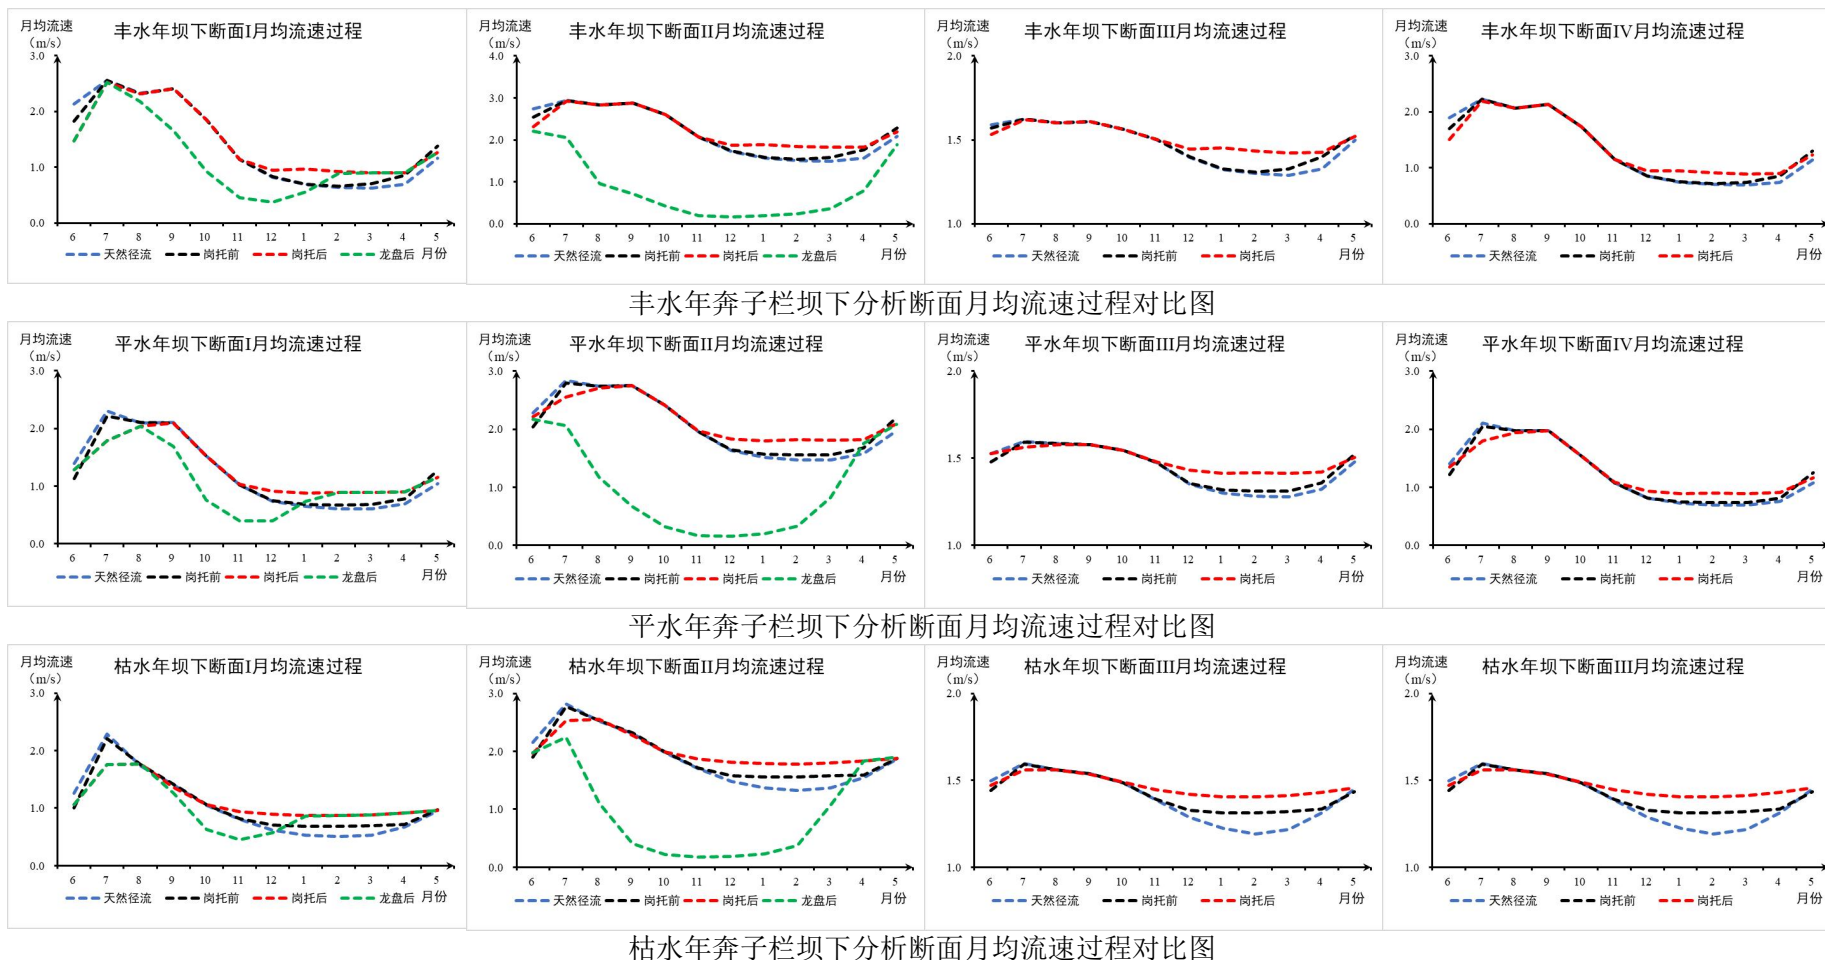 月均流速
（m/s）
丰水年坝下断面I月均流速过程
3.0
2.0
1.0
0.0
6 7 8 9 10 11 12 1 2 3 4 5
月份
天然径流 岗托前 岗托后 龙盘后
月均流速
（m/s）
丰水年坝下断面II月均流速过程
4.0
3.0
2.0
1.0
0.0
6 7 8 9 10 11 12 1 2 3 4 5
月份
天然径流 岗托前 岗托后 龙盘后
月均流速
（m/s）
丰水年坝下断面III月均流速过程
2.0
1.5
1.0
6 7 8 9 10 11 12 1 2 3 4 5
月份
天然径流 岗托前 岗托后
月均流速
（m/s）
丰水年坝下断面IV月均流速过程
3.0
2.0
1.0
0.0
6 7 8 9 10 11 12 1 2 3 4 5
月份
天然径流 岗托前 岗托后
丰水年奔子栏坝下分析断面月均流速过程对比图
月均流速
（m/s）
平水年坝下断面I月均流速过程
3.0
2.0
1.0
0.0
6 7 8 9 10 11 12 1 2 3 4 5
月份
天然径流 岗托前 岗托后 龙盘后
月均流速
（m/s）
平水年坝下断面II月均流速过程
3.0
2.0
1.0
0.0
6 7 8 9 10 11 12 1 2 3 4 5
月份
天然径流 岗托前 岗托后 龙盘后
月均流速
（m/s）
平水年坝下断面III月均流速过程
2.0
1.5
1.0
6 7 8 9 10 11 12 1 2 3 4 5
月份
天然径流 岗托前 岗托后
月均流速
（m/s）
平水年坝下断面IV月均流速过程
3.0
2.0
1.0
0.0
6 7 8 9 10 11 12 1 2 3 4 5
月份
天然径流 岗托前 岗托后
平水年奔子栏坝下分析断面月均流速过程对比图
月均流速
（m/s）
枯水年坝下断面I月均流速过程
3.0
2.0
1.0
0.0
6 7 8 9 10 11 12 1 2 3 4 5
月份
天然径流 岗托前 岗托后 龙盘后
月均流速
（m/s）
枯水年坝下断面II月均流速过程
3.0
2.0
1.0
0.0
6 7 8 9 10 11 12 1 2 3 4 5
月份
天然径流 岗托前 岗托后 龙盘后
月均流速
（m/s）
枯水年坝下断面III月均流速过程
2.0
1.5
1.0
6 7 8 9 10 11 12 1 2 3 4 5
月份
天然径流 岗托前 岗托后
月均流速
（m/s）
枯水年坝下断面III月均流速过程
2.0
1.5
1.0
6 7 8 9 10 11 12 1 2 3 4 5
月份
天然径流 岗托前 岗托后
枯水年奔子栏坝下分析断面月均流速过程对比图